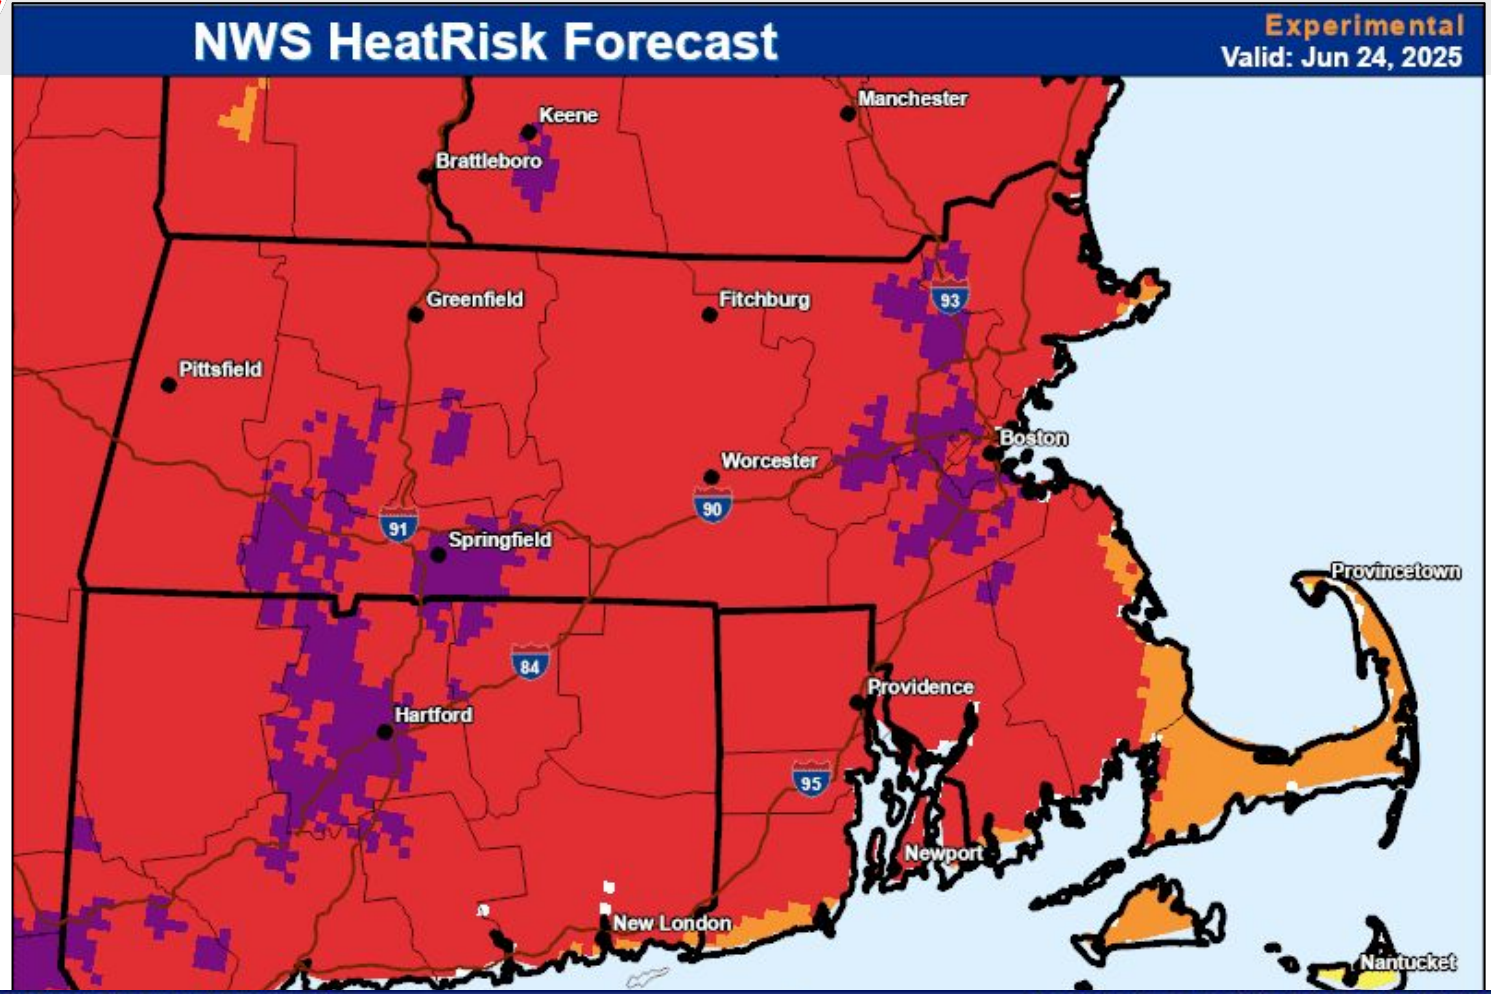 NWS HeatRisk Forecast
Experimental
Valid: Jun 24, 2025
Manchester
Keene
Brattleboro
Greenfield
Fitchburg
93
Pittsfield
Boston
Worcester
90
91
Springfield
Provincetown
84
Providence
Hartford
95
Newport
New London
Nantucket